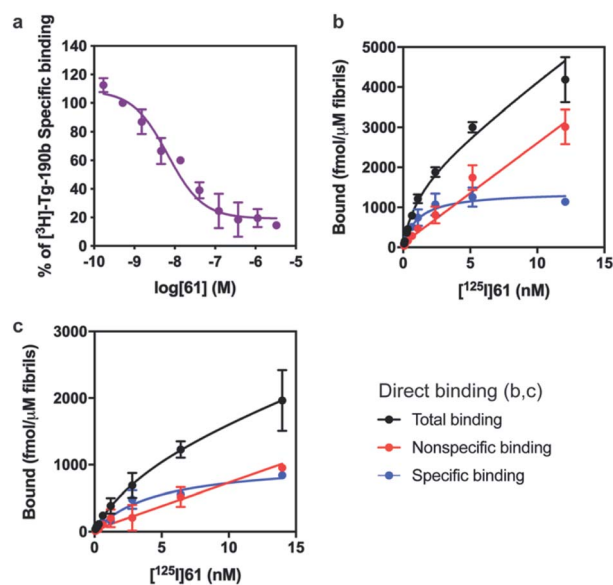 a
% of [³H]-Tg-190b Specific binding
140
120
100
80
60
40
20
0
-10 -9 -8 -7 -6 -5
log[61] (M)
b
Bound (fmol/μM fibrils)
5000
4000
3000
2000
1000
0
0 5 10 15
[¹²⁵I]61 (nM)
c
Bound (fmol/μM fibrils)
3000
2000
1000
0
0 5 10 15
[¹²⁵I]61 (nM)
Direct binding (b,c)
Total binding
Nonspecific binding
Specific binding